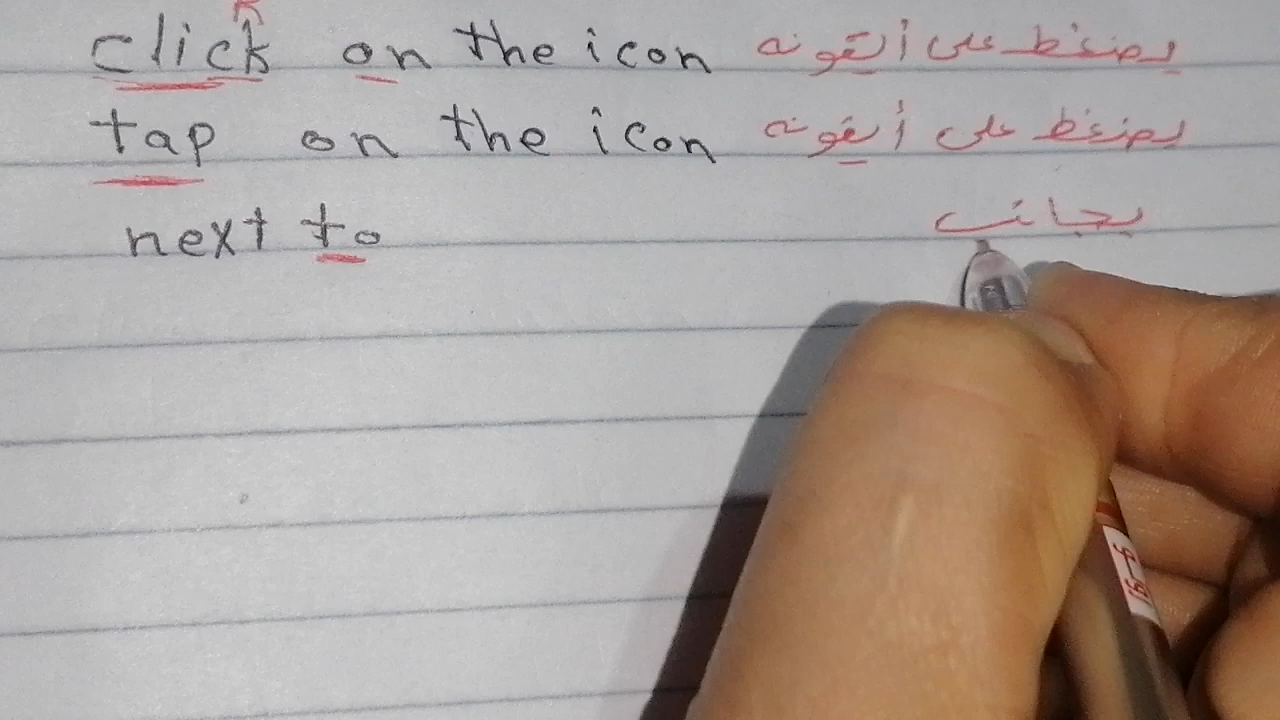 click on the icon يضغط على أيقونه
tap on the icon يضغط على أيقونه
next to بجانب